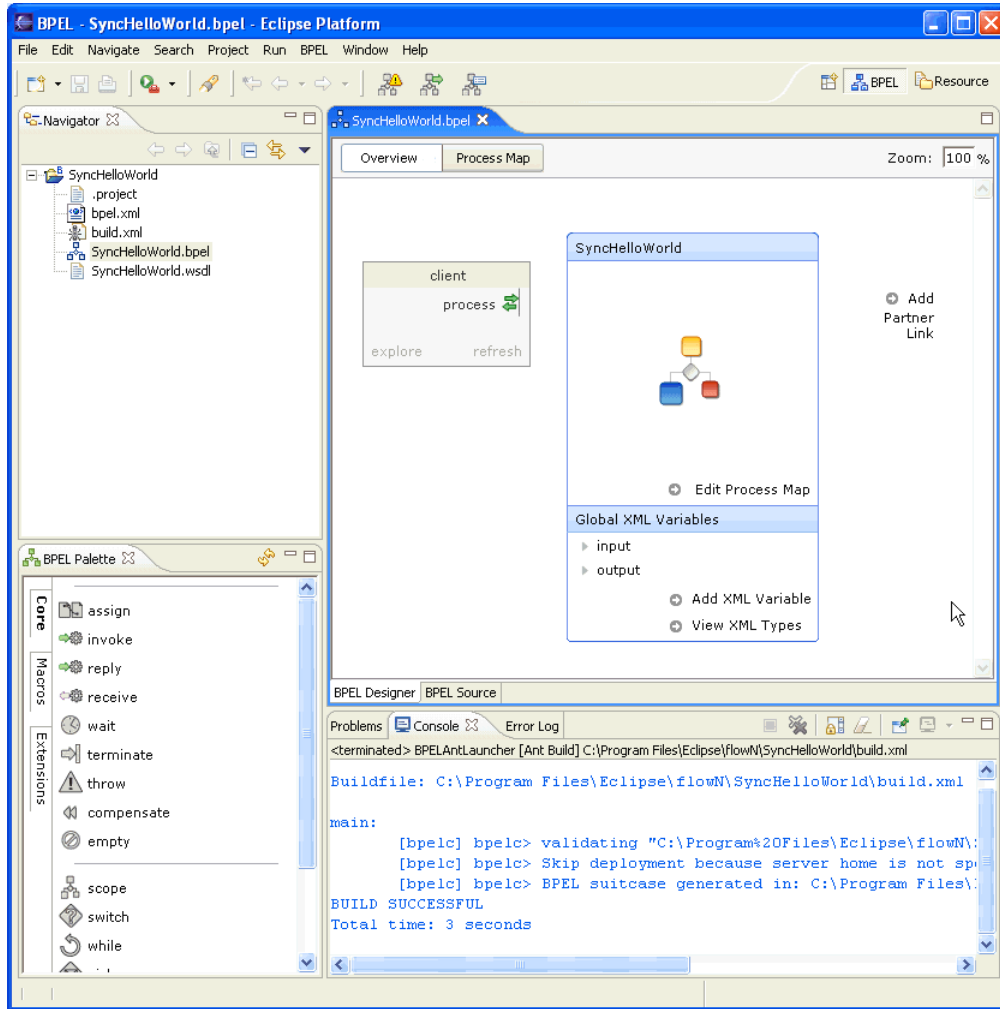 BPEL - SyncHelloWorld.bpel - Eclipse Platform
File Edit Navigate Search Project Run BPEL Window Help
BPEL Resource
Navigator
SyncHelloWorld
.project
bpel.xml
build.xml
SyncHelloWorld.bpel
SyncHelloWorld.wsdl
SyncHelloWorld.bpel
Overview Process Map Zoom: 100 %
client
process
explore refresh
SyncHelloWorld
Edit Process Map
Global XML Variables
input
output
Add XML Variable
View XML Types
Add
Partner
Link
BPEL Designer BPEL Source
BPEL Palette
Core
Macros
Extensions
assign
invoke
reply
receive
wait
terminate
throw
compensate
empty
scope
switch
while
Problems Console Error Log
<terminated> BPELAntLauncher [Ant Build] C:\Program Files\Eclipse\flowN\SyncHelloWorld\build.xml
Buildfile: C:\Program Files\Eclipse\flowN\SyncHelloWorld\build.xml
main:
[bpelc] bpelc> validating "C:\Program%20Files\Eclipse\flowN\
[bpelc] bpelc> Skip deployment because server home is not sp
[bpelc] bpelc> BPEL suitcase generated in: C:\Program Files\
BUILD SUCCESSFUL
Total time: 3 seconds